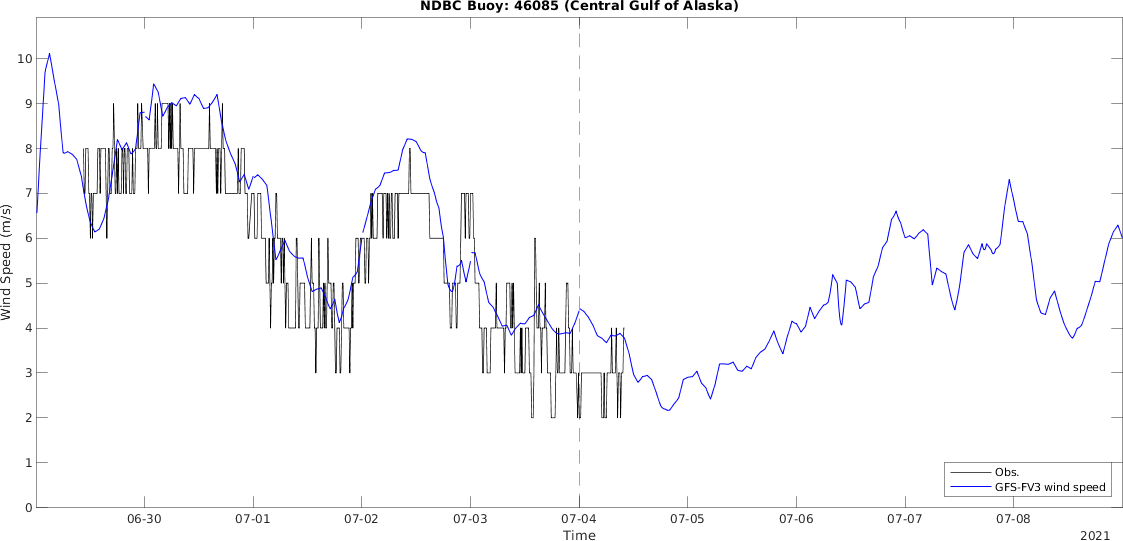 NDBC Buoy: 46085 (Central Gulf of Alaska)
10
9
8
7
6
5
4
3
2
1
0
Wind Speed (m/s)
Obs.
GFS-FV3 wind speed
06-30 07-01 07-02 07-03 07-04 07-05 07-06 07-07 07-08
Time
2021